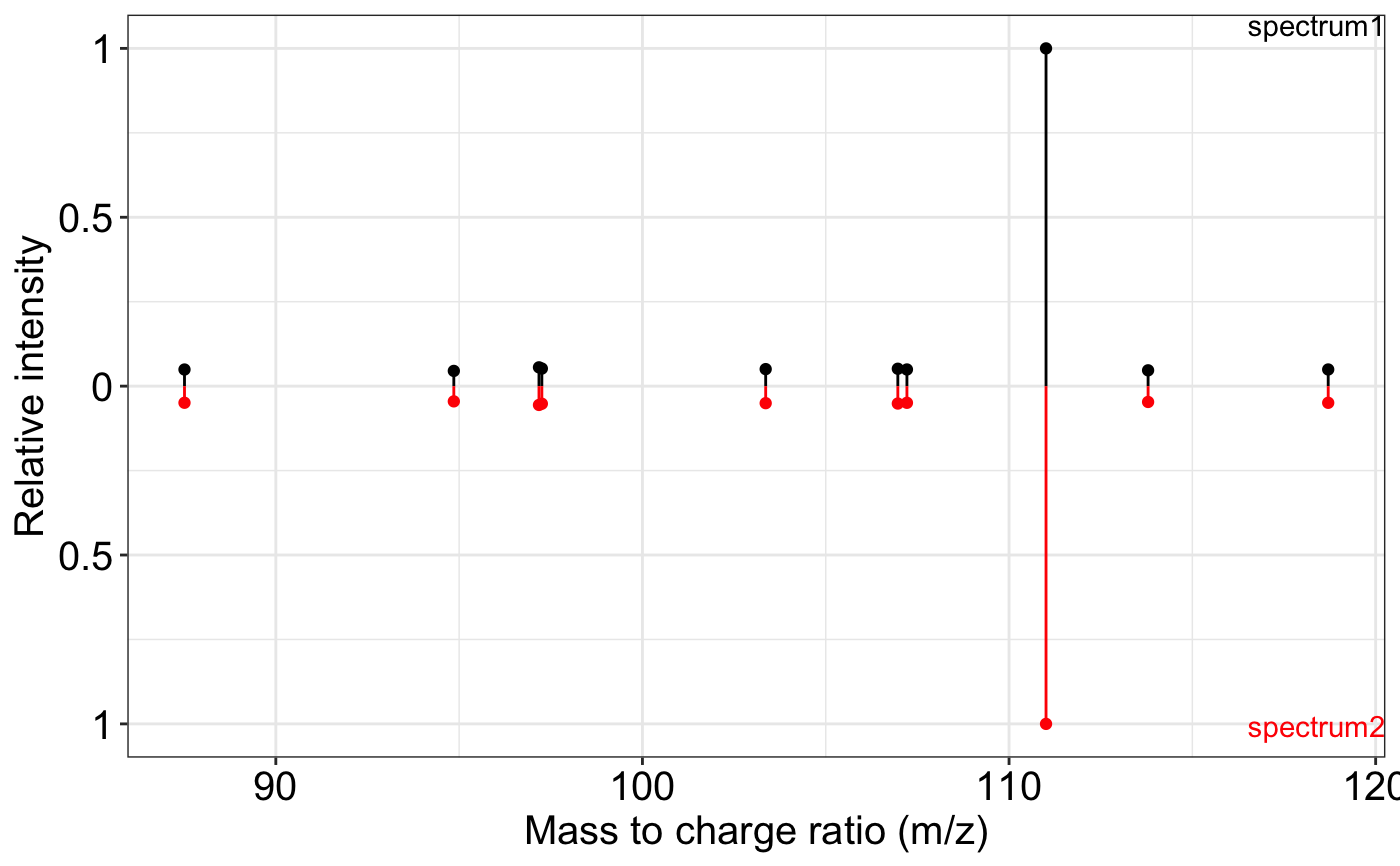 spectrum1
1
0.5
0
0.5
1
Relative intensity
spectrum2
90 100 110 120
Mass to charge ratio (m/z)